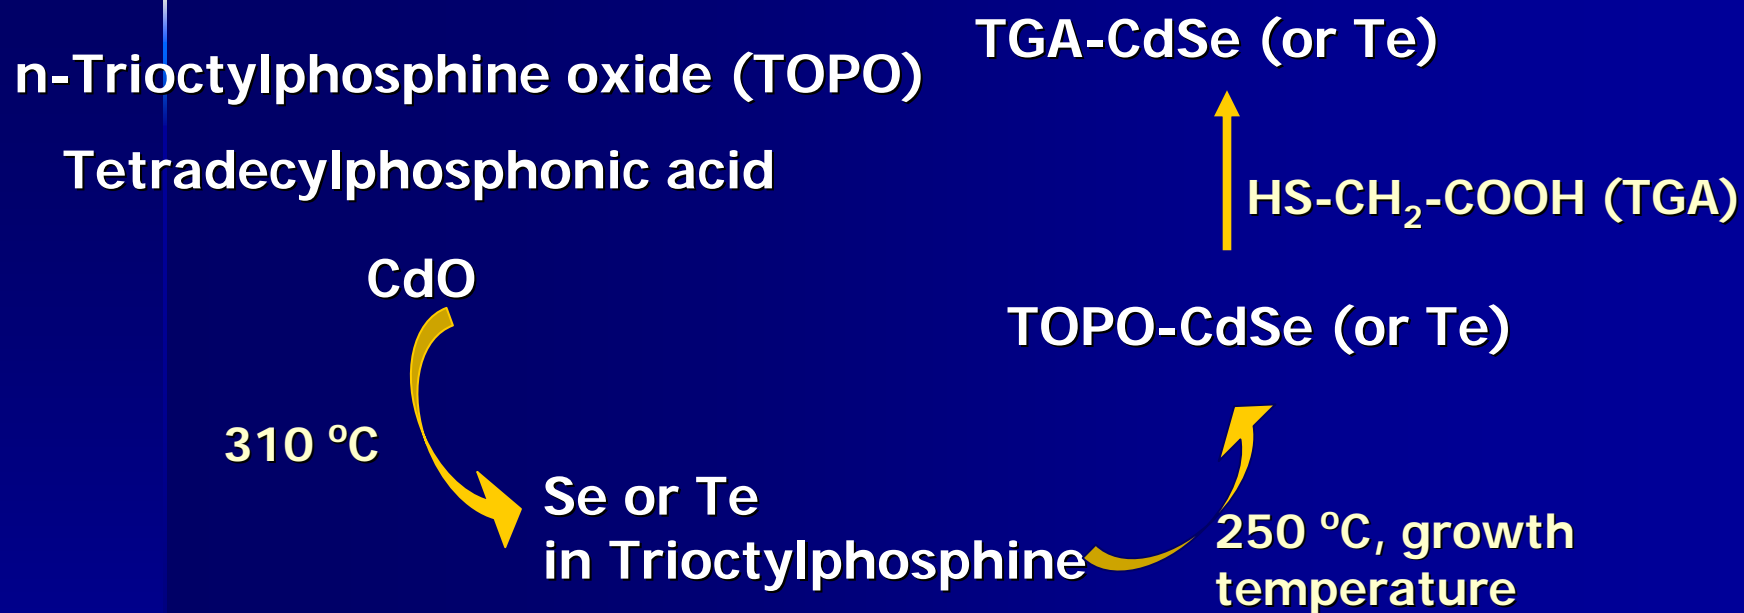 n-Trioctylphosphine oxide (TOPO)
Tetradecylphosphonic acid
CdO
310 ºC
Se or Te
in Trioctylphosphine
250 ºC, growth
temperature
TOPO-CdSe (or Te)
HS-CH₂-COOH (TGA)
TGA-CdSe (or Te)